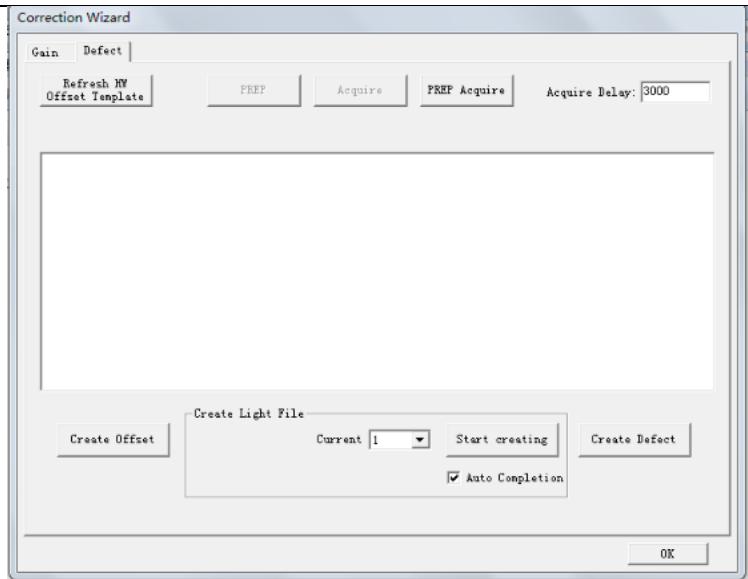 Correction Wizard
Gain Defect
Refresh HW
Offset Template
PREP Acquire PREP Acquire Acquire Delay: 3000
Create Light File
Create Offset Current 1 Start creating Create Defect
Auto Completion
OK